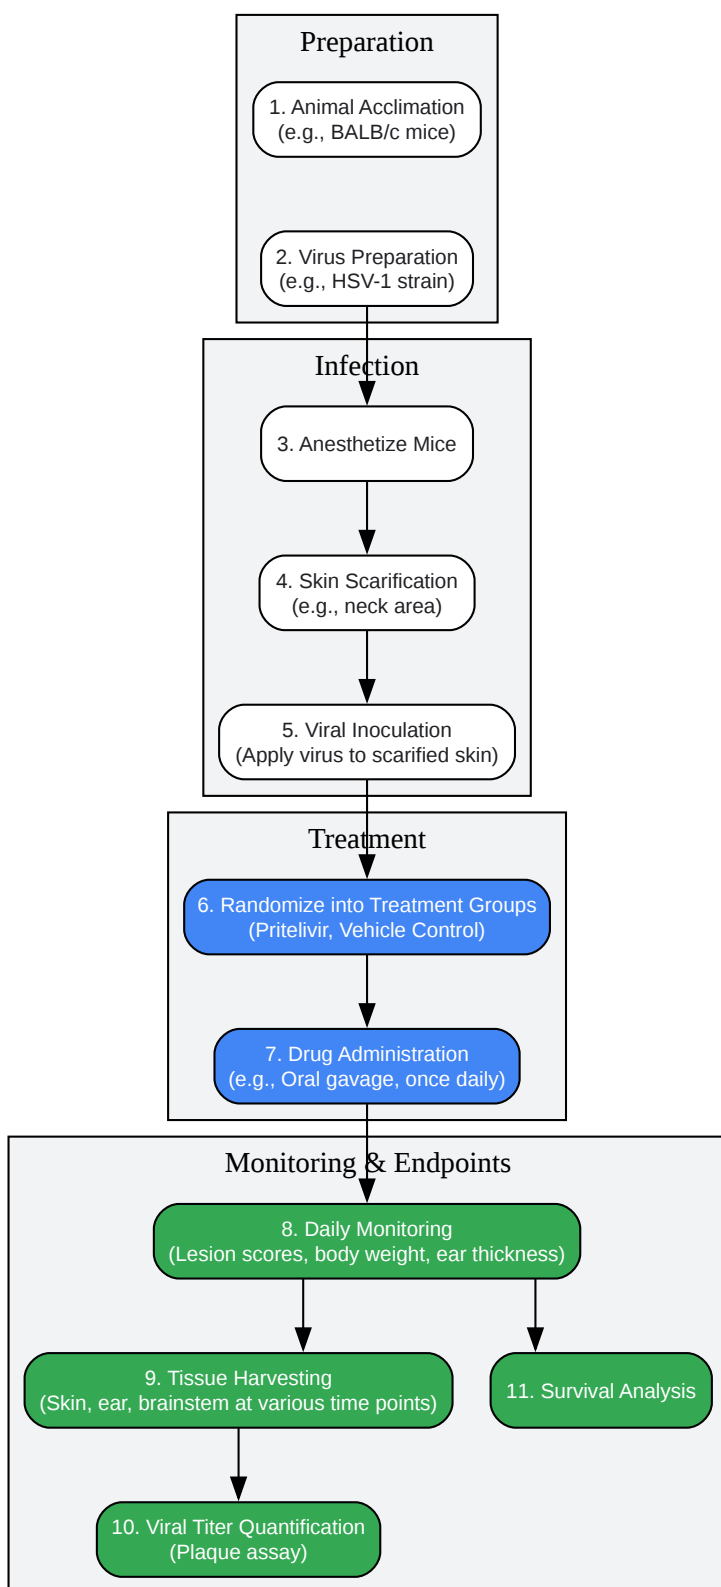 Preparation
1. Animal Acclimation
(e.g., BALB/c mice)
2. Virus Preparation
(e.g., HSV-1 strain)
Infection
3. Anesthetize Mice
4. Skin Scarification
(e.g., neck area)
5. Viral Inoculation
(Apply virus to scarified skin)
Treatment
6. Randomize into Treatment Groups
(Pritelivir, Vehicle Control)
7. Drug Administration
(e.g., Oral gavage, once daily)
Monitoring & Endpoints
8. Daily Monitoring
(Lesion scores, body weight, ear thickness)
9. Tissue Harvesting
(Skin, ear, brainstem at various time points)
11. Survival Analysis
10. Viral Titer Quantification
(Plaque assay)